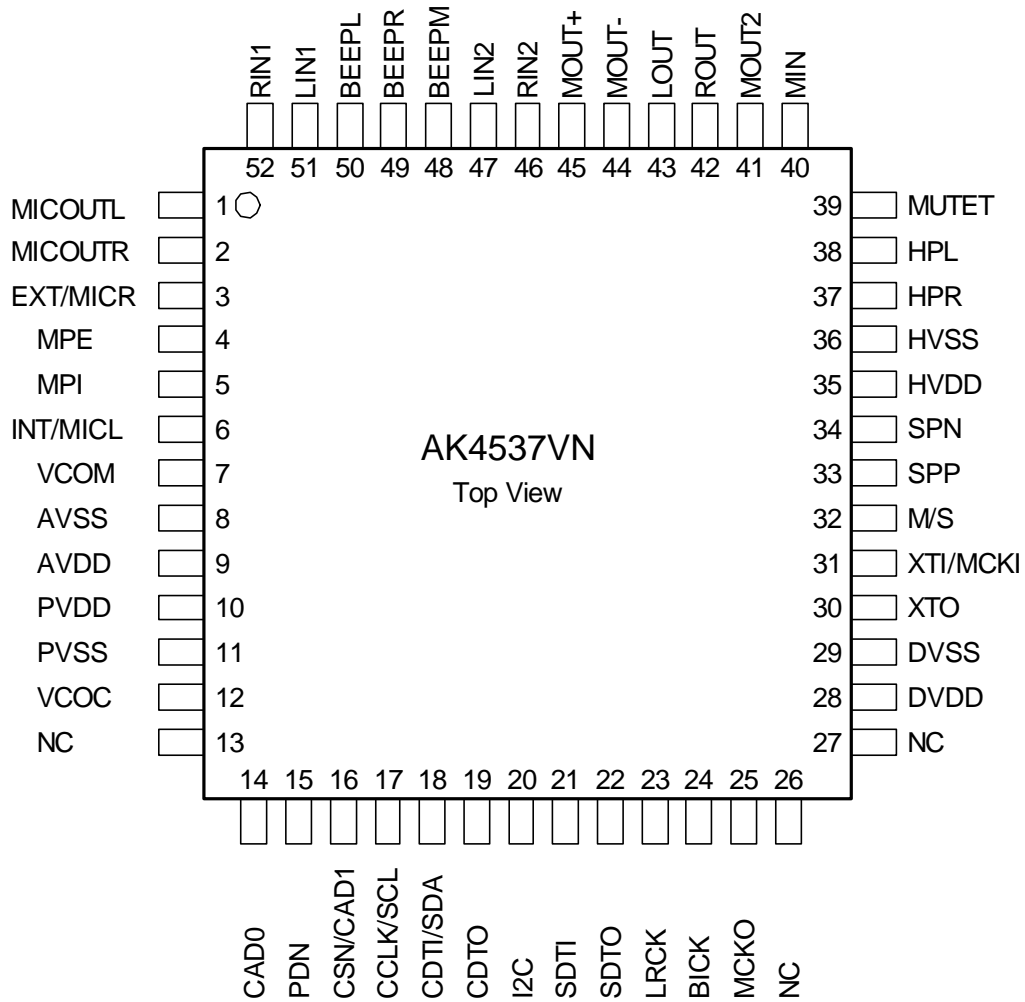 RIN1
LIN1
BEEPL
BEEPR
BEEPM
LIN2
RIN2
MOUT+
MOUT-
LOUT
ROUT
MOUT2
MIN
52 51 50 49 48 47 46 45 44 43 42 41 40
MICOUTL 1 39 MUTET
MICOUTR 2 38 HPL
EXT/MICR 3 37 HPR
MPE 4 36 HVSS
MPI 5 35 HVDD
INT/MICL 6 34 SPN
VCOM 7 33 SPP
AVSS 8 32 M/S
AVDD 9 31 XTI/MCKI
PVDD 10 30 XTO
PVSS 11 29 DVSS
VCOC 12 28 DVDD
NC 13 27 NC
AK4537VN
Top View
14 15 16 17 18 19 20 21 22 23 24 25 26
CAD0
PDN
CSN/CAD1
CCLK/SCL
CDTI/SDA
CDTO
I2C
SDTI
SDTO
LRCK
BICK
MCKO
NC